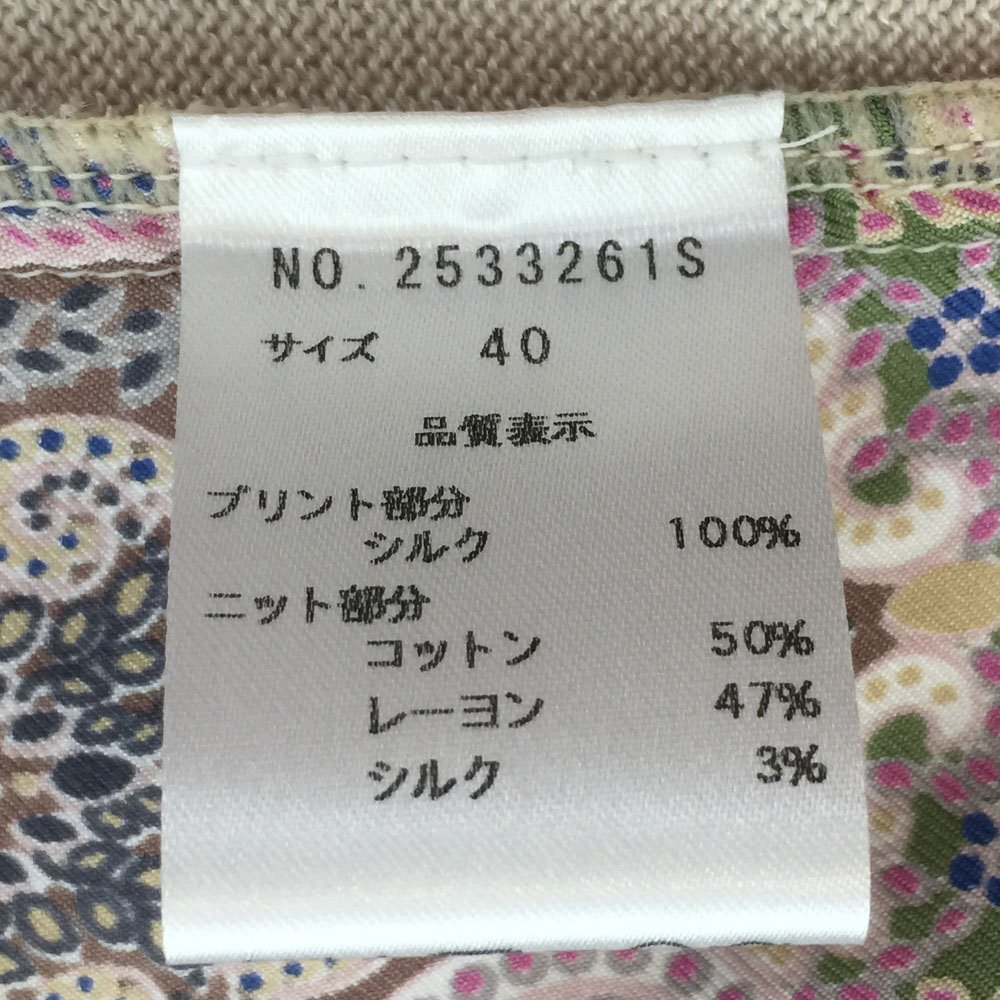 NO. 2533261S
サイズ 40
品質表示
プリント部分
シルク 100%
ニット部分
コットン 50%
レーヨン 47%
シルク 3%